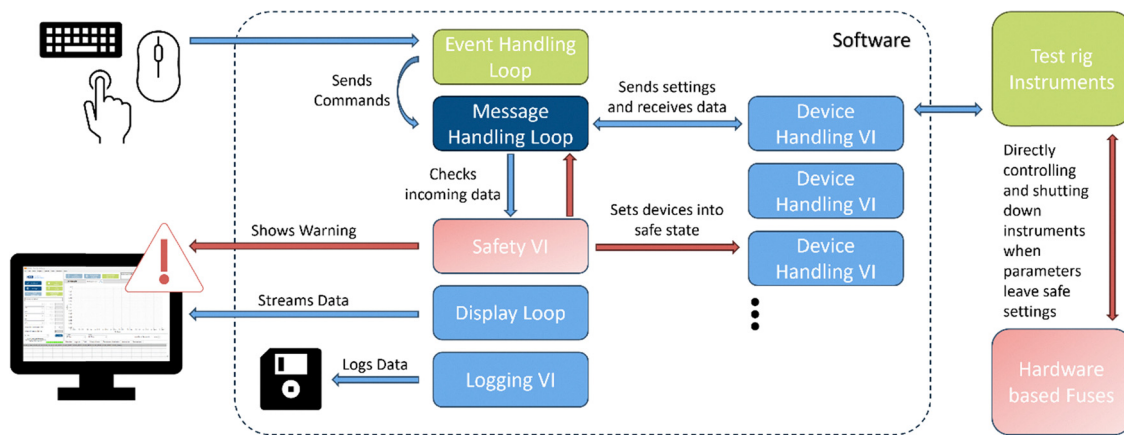 Software
Event Handling
Loop
Sends
Commands
Message
Handling Loop
Sends settings
and receives data
Device
Handling VI
Test rig
Instruments
Checks
incoming data
Device
Handling VI
Directly
controlling
and shutting
down
instruments
when
parameters
leave safe
settings
Shows Warning
Safety VI
Sets devices into
safe state
Device
Handling VI
Streams Data
Display Loop
Logs Data
Logging VI
Hardware
based Fuses